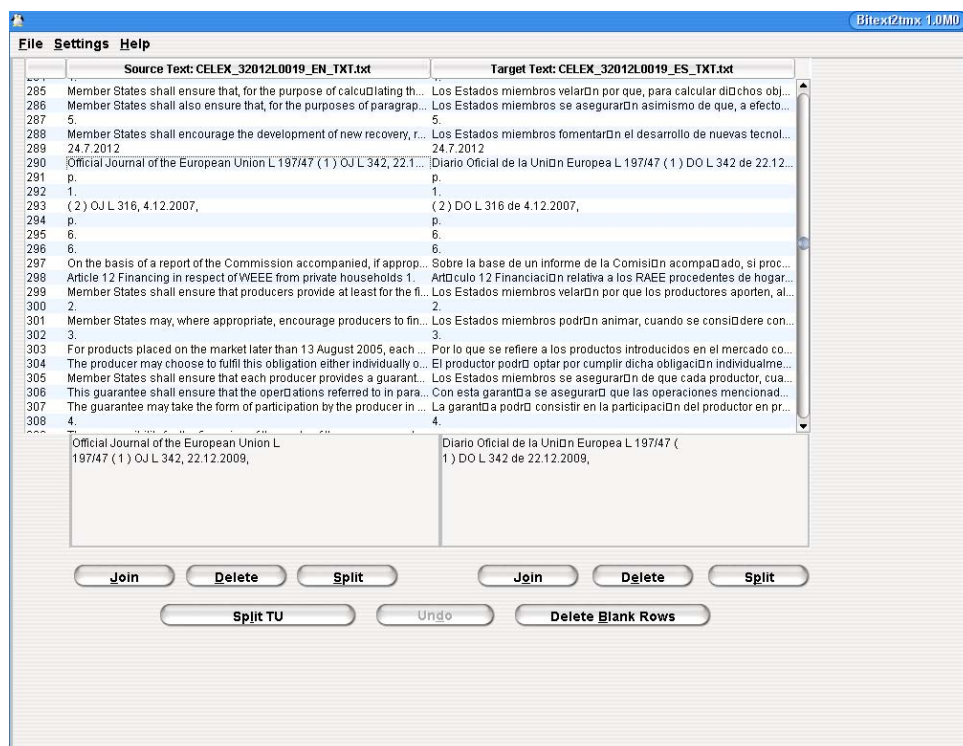 Bitext2tmx 1.0M0
File Settings Help
Source Text: CELEX_32012L0019_EN_TXT.txt Target Text: CELEX_32012L0019_ES_TXT.txt
285 Member States shall ensure that, for the purpose of calcu▯lating th... Los Estados miembros velar▯n por que, para calcular di▯chos obj...
286 Member States shall also ensure that, for the purposes of paragrap... Los Estados miembros se asegurar▯n asimismo de que, a efecto...
287 5. 5.
288 Member States shall encourage the development of new recovery, r... Los Estados miembros fomentar▯n el desarrollo de nuevas tecnol...
289 24.7.2012 24.7.2012
290 Official Journal of the European Union L 197/47 ( 1 ) OJ L 342, 22.1... Diario Oficial de la Uni▯n Europea L 197/47 ( 1 ) DO L 342 de 22.12...
291 p. p.
292 1. 1.
293 ( 2 ) OJ L 316, 4.12.2007, ( 2 ) DO L 316 de 4.12.2007,
294 p. p.
295 6. 6.
296 6. 6.
297 On the basis of a report of the Commission accompanied, if approp... Sobre la base de un informe de la Comisi▯n acompa▯ado, si proc...
298 Article 12 Financing in respect of WEEE from private households 1. Art▯culo 12 Financiaci▯n relativa a los RAEE procedentes de hogar...
299 Member States shall ensure that producers provide at least for the fi... Los Estados miembros velar▯n por que los productores aporten, al...
300 2. 2.
301 Member States may, where appropriate, encourage producers to fin... Los Estados miembros podr▯n animar, cuando se consi▯dere con...
302 3. 3.
303 For products placed on the market later than 13 August 2005, each ... Por lo que se refiere a los productos introducidos en el mercado co...
304 The producer may choose to fulfil this obligation either individually o... El productor podr▯ optar por cumplir dicha obligaci▯n individualme...
305 Member States shall ensure that each producer provides a guarant... Los Estados miembros se asegurar▯n de que cada productor, cua...
306 This guarantee shall ensure that the oper▯ations referred to in para... Con esta garant▯a se asegurar▯ que las operaciones mencionad...
307 The guarantee may take the form of participation by the producer in ... La garant▯a podr▯ consistir en la participaci▯n del productor en pr...
308 4. 4.
Official Journal of the European Union L
197/47 ( 1 ) OJ L 342, 22.12.2009,
Diario Oficial de la Uni▯n Europea L 197/47 (
1 ) DO L 342 de 22.12.2009,
Join Delete Split Join Delete Split
Split TU Undo Delete Blank Rows